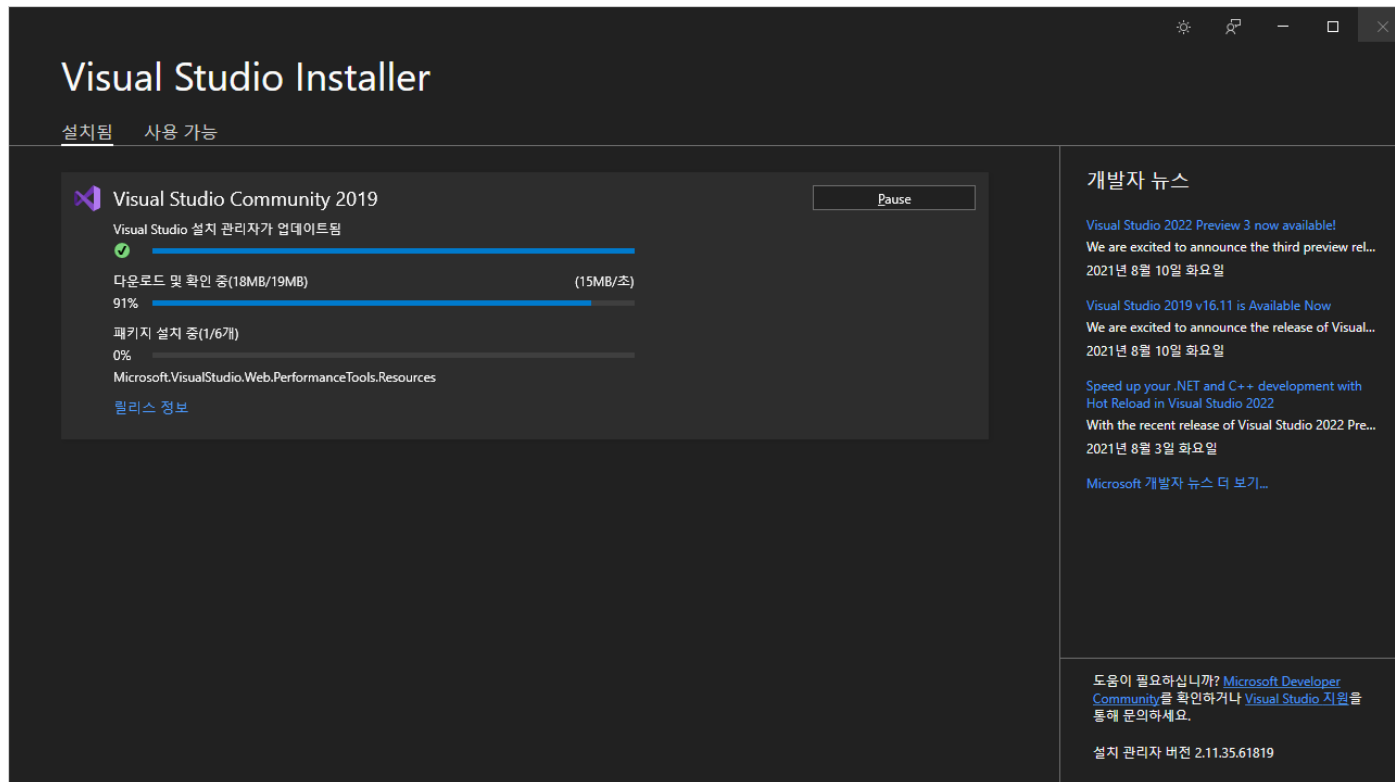 Visual Studio Installer
설치됨 사용 가능
Visual Studio Community 2019
Pause
Visual Studio 설치 관리자가 업데이트됨
다운로드 및 확인 중(18MB/19MB) (15MB/초)
91%
패키지 설치 중(1/6개)
0%
Microsoft.VisualStudio.Web.PerformanceTools.Resources
릴리스 정보
개발자 뉴스
Visual Studio 2022 Preview 3 now available!
We are excited to announce the third preview rel...
2021년 8월 10일 화요일
Visual Studio 2019 v16.11 is Available Now
We are excited to announce the release of Visual...
2021년 8월 10일 화요일
Speed up your .NET and C++ development with
Hot Reload in Visual Studio 2022
With the recent release of Visual Studio 2022 Pre...
2021년 8월 3일 화요일
Microsoft 개발자 뉴스 더 보기...
도움이 필요하십니까? Microsoft Developer
Community를 확인하거나 Visual Studio 지원을
통해 문의하세요.
설치 관리자 버전 2.11.35.61819